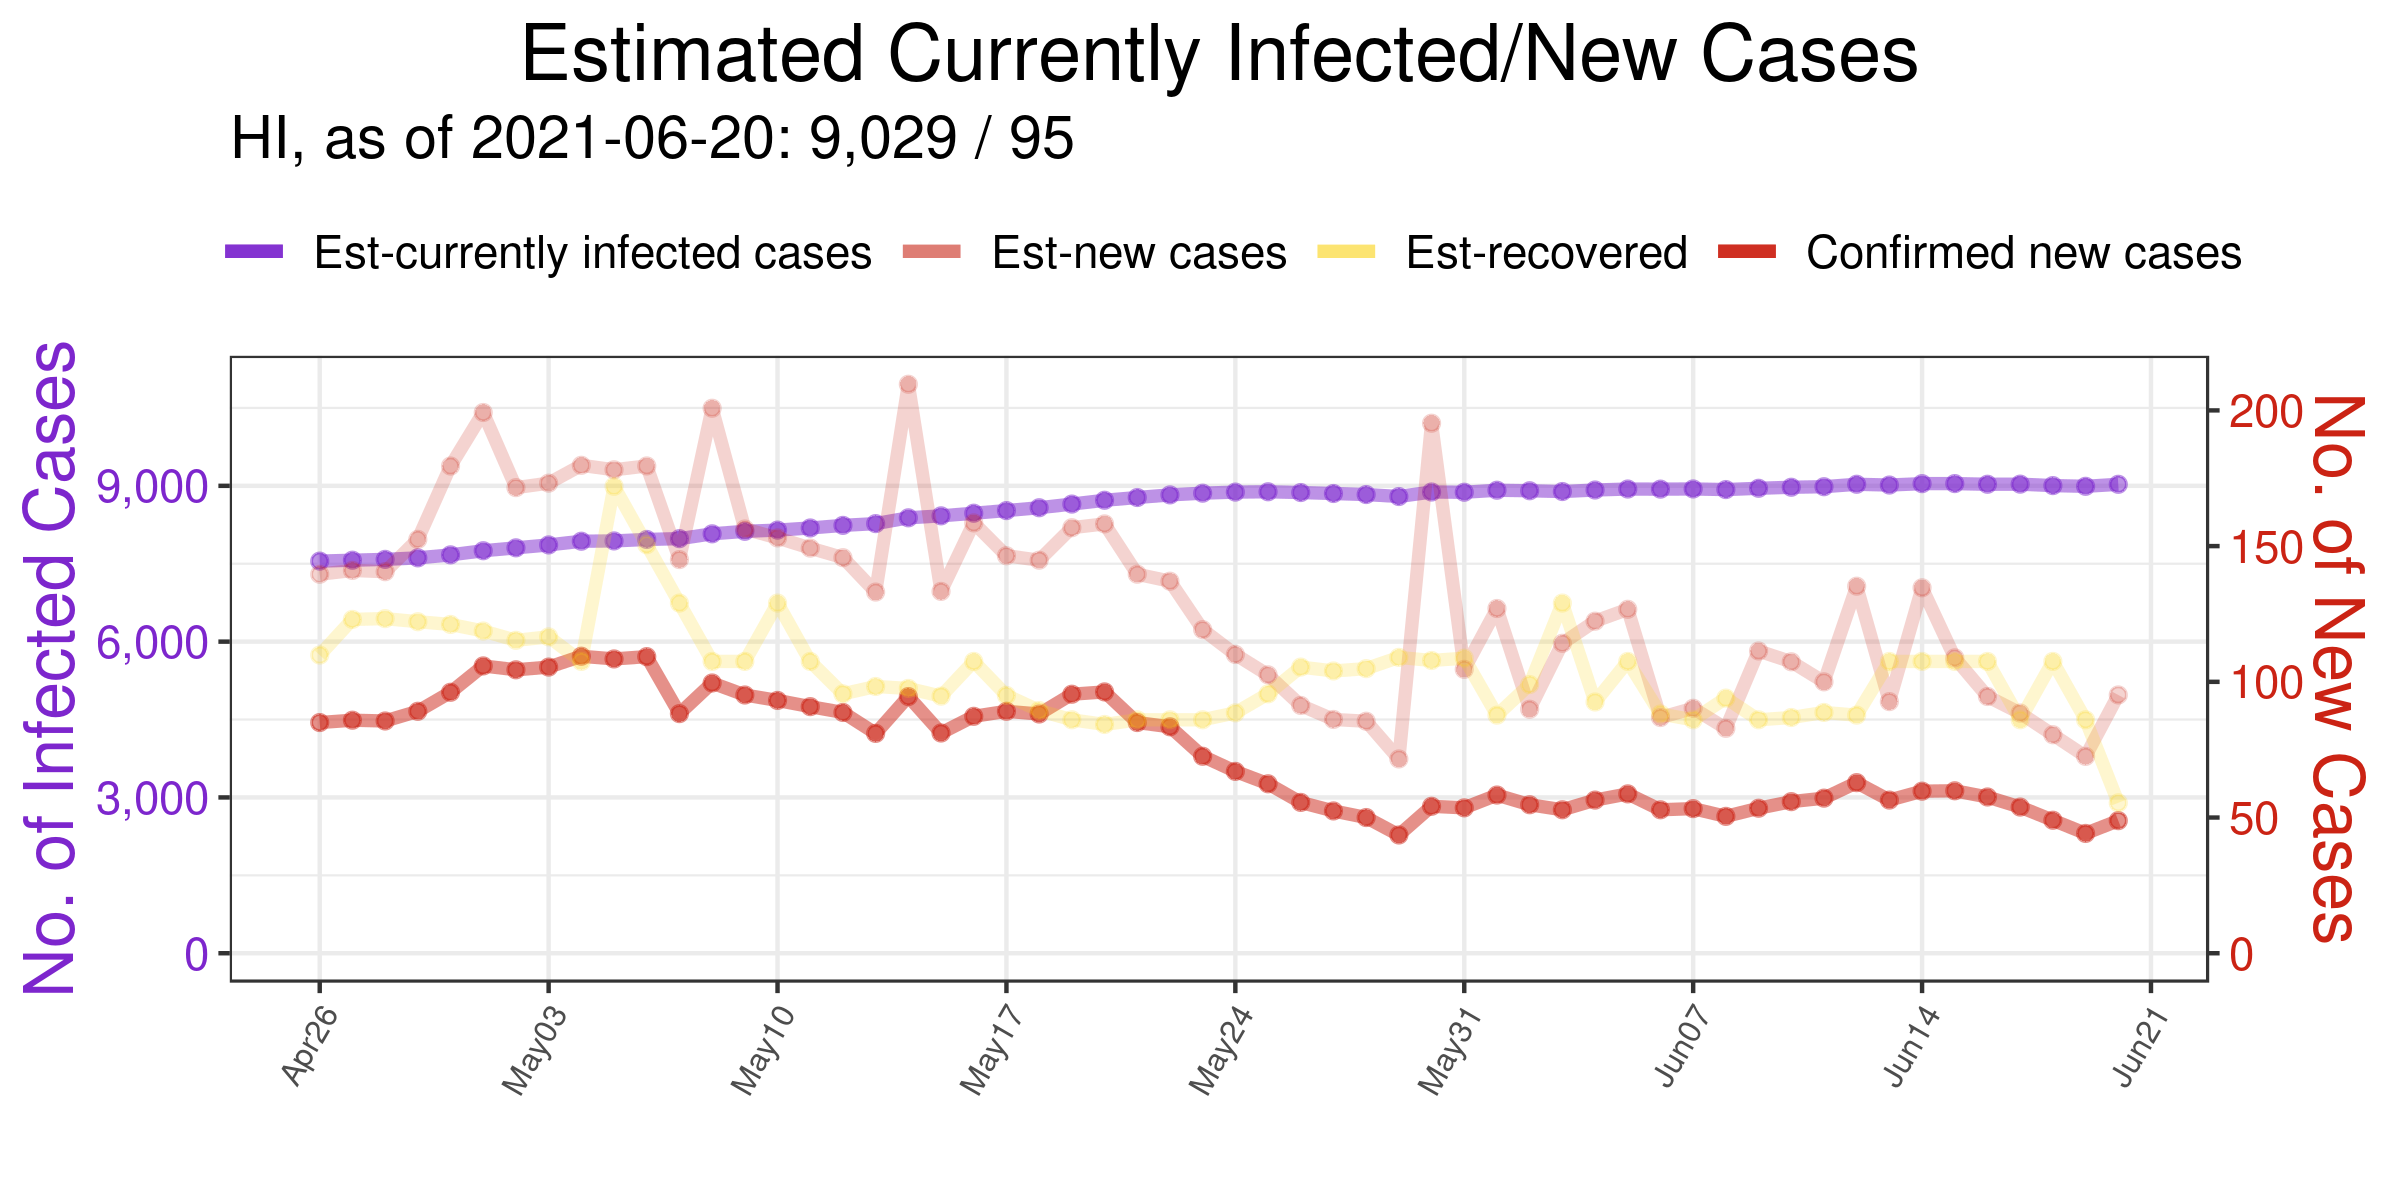 Estimated Currently Infected/New Cases
HI, as of 2021-06-20: 9,029 / 95
Est-currently infected cases
Est-new cases
Est-recovered
Confirmed new cases
No. of Infected Cases
9,000
6,000
3,000
0
200
150
100
50
0
No. of New Cases
Apr26
May03
May10
May17
May24
May31
Jun07
Jun14
Jun21